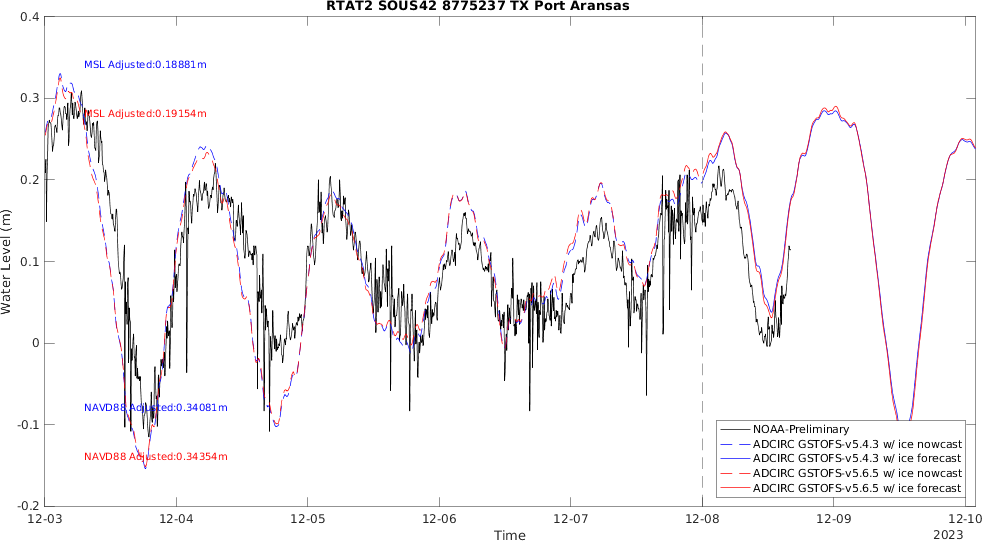 RTAT2 SOUS42 8775237 TX Port Aransas
0.4
0.3
0.2
0.1
0
-0.1
-0.2
Water Level (m)
MSL Adjusted:0.18881m
MSL Adjusted:0.19154m
NAVD88 Adjusted:0.34081m
NAVD88 Adjusted:0.34354m
NOAA-Preliminary
ADCIRC GSTOFS-v5.4.3 w/ ice nowcast
ADCIRC GSTOFS-v5.4.3 w/ ice forecast
ADCIRC GSTOFS-v5.6.5 w/ ice nowcast
ADCIRC GSTOFS-v5.6.5 w/ ice forecast
12-03 12-04 12-05 12-06 12-07 12-08 12-09 12-10
Time
2023